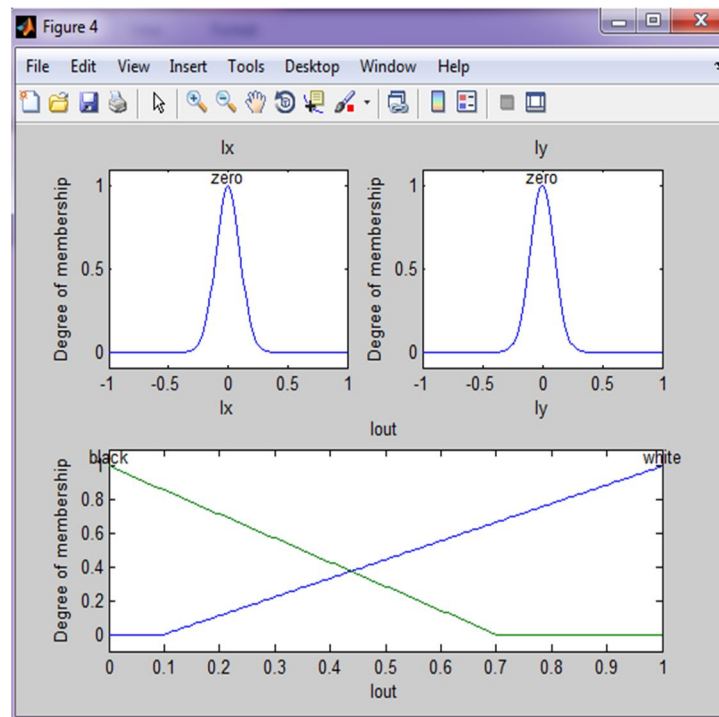 Figure 4
File Edit View Insert Tools Desktop Window Help
Ix
Iy
zero
zero
1
0.5
0
Degree of membership
-1 -0.5 0 0.5 1
Ix
1
0.5
0
Degree of membership
-1 -0.5 0 0.5 1
Iy
Iout
black
white
1
0.8
0.6
0.4
0.2
0
Degree of membership
0 0.1 0.2 0.3 0.4 0.5 0.6 0.7 0.8 0.9 1
Iout